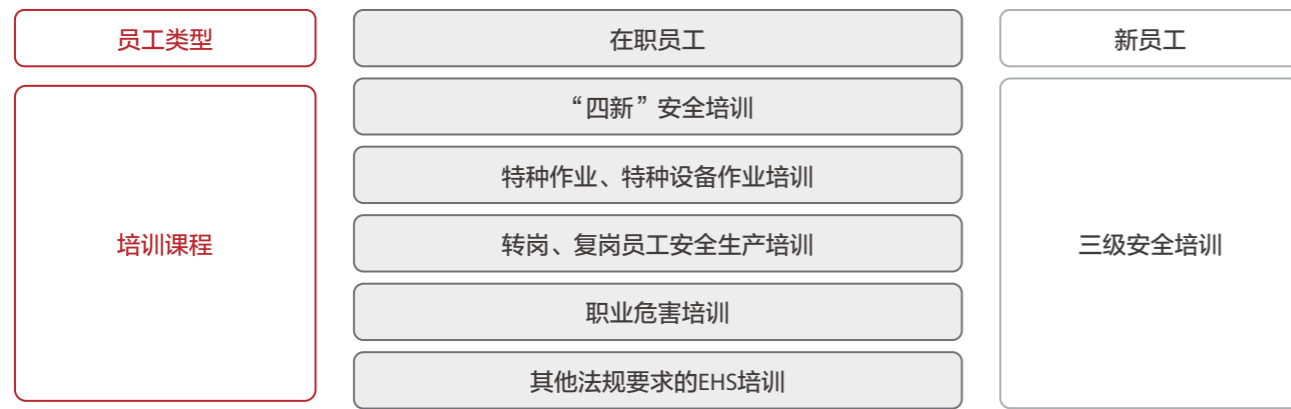 员工类型
在职员工
新员工
培训课程
“四新”安全培训
特种作业、特种设备作业培训
转岗、复岗员工安全生产培训
职业危害培训
其他法规要求的EHS培训
三级安全培训